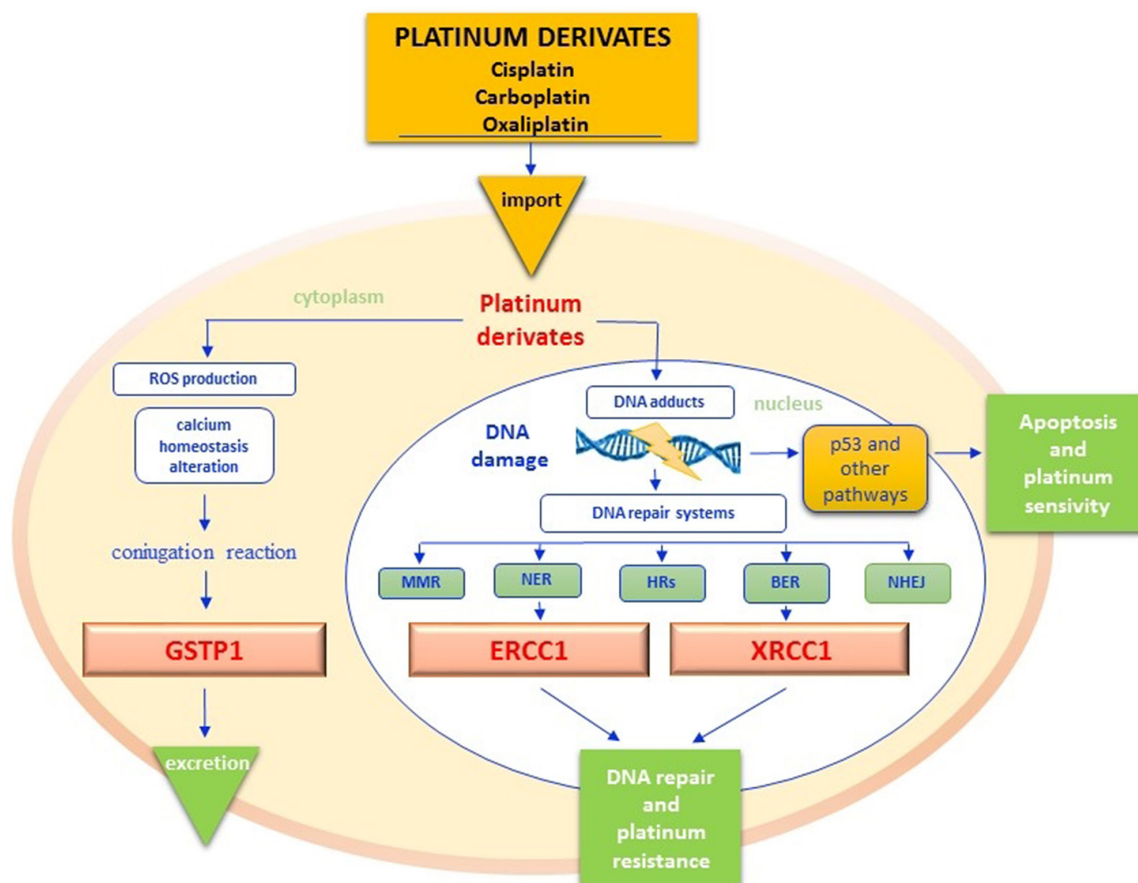 PLATINUM DERIVATES
Cisplatin
Carboplatin
Oxaliplatin
import
cytoplasm
Platinum
derivates
ROS production
calcium
homeostasis
alteration
coniugation reaction
GSTP1
excretion
DNA adducts
nucleus
DNA
damage
p53 and
other
pathways
Apoptosis
and
platinum
sensivity
DNA repair systems
MMR
NER
HRs
BER
NHEJ
ERCC1
XRCC1
DNA repair
and
platinum
resistance